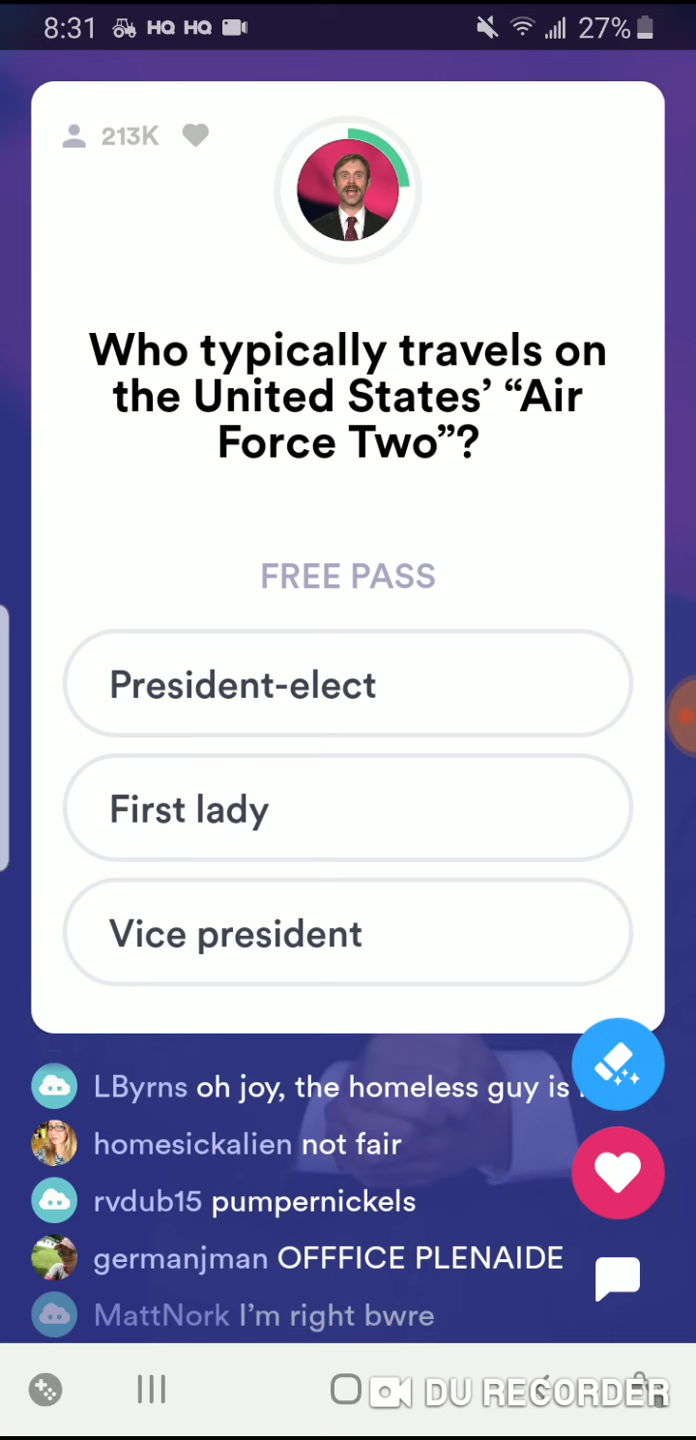 8:31 HQ HQ 27%
213K
Who typically travels on
the United States’ “Air
Force Two”?
FREE PASS
President-elect
First lady
Vice president
LByrns oh joy, the homeless guy is
homesickalien not fair
rvdub15 pumpernickels
germanjman OFFFICE PLENAIDE
MattNork I’m right bwre
DU RECORDER